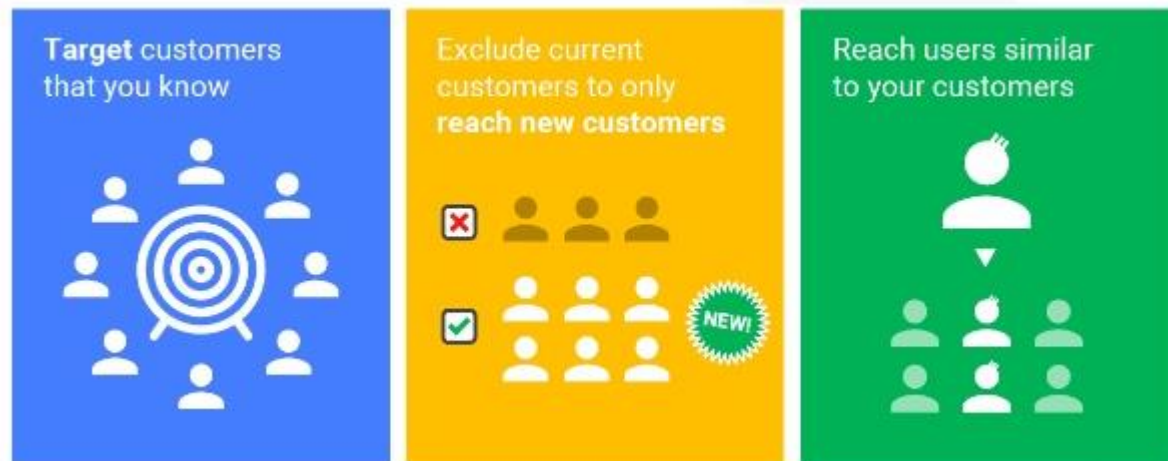 Target customers
that you know
Exclude current
customers to only
reach new customers
NEW!
Reach users similar
to your customers